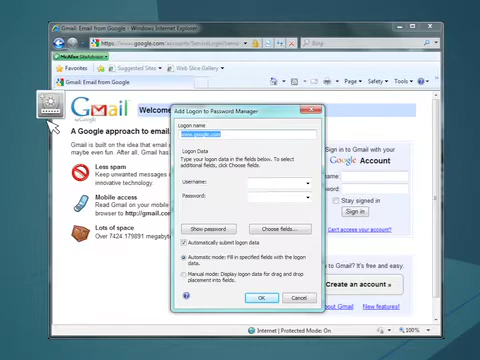 Gmail: Email from Google - Windows Internet Explorer
https://www.google.com/accounts/ServiceLogin?service
Bing
McAfee SiteAdvisor
Favorites Suggested Sites Web Slice Gallery
Gmail: Email from Google
Page Safety Tools
Gmail
by Google
Welcome
A Google approach to email.
Gmail is built on the idea that email
maybe even fun. After all, Gmail has
Less spam
Keep unwanted messages
innovative technology.
Mobile access
Read Gmail on your mobile
browser to http://gmail.com
Lots of space
Over 7424.179891 megabyte
Add Logon to Password Manager
Logon name
www.google.com
Logon Data
Type your logon data in the fields below. To select
additional fields, click Choose fields...
Username:
Password:
Show password
Choose fields...
Automatically submit logon data
Automatic mode: Fill in specified fields with the logon
data.
Manual mode: Display logon data for drag and drop
placement into fields.
OK
Cancel
Sign in to Gmail with your
Google Account
name:
sword:
Stay signed in
Sign in
Can't access your account?
Gmail? It's free and easy.
Create an account »
ut Gmail New features!
Internet | Protected Mode: On
100%